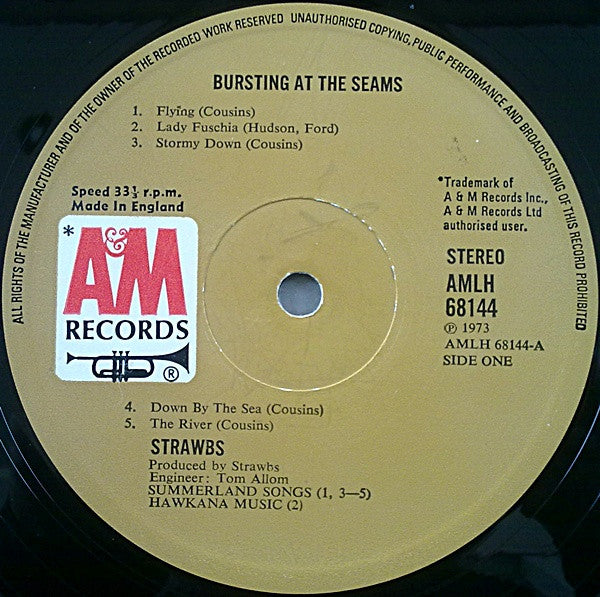 ALL RIGHTS OF THE MANUFACTURER AND OF THE OWNER OF THE RECORDED WORK RESERVED UNAUTHORISED COPYING, PUBLIC PERFORMANCE AND BROADCASTING OF THIS RECORD PROHIBITED
BURSTING AT THE SEAMS
1. Flying (Cousins)
2. Lady Fuschia (Hudson, Ford)
3. Stormy Down (Cousins)
Speed 33⅓ r.p.m.
Made In England
*Trademark of
A & M Records Inc.,
A & M Records Ltd
authorised user.
* A&M
RECORDS
®
STEREO
AMLH
68144
℗ 1973
AMLH 68144-A
SIDE ONE
4. Down By The Sea (Cousins)
5. The River (Cousins)
STRAWBS
Produced by Strawbs
Engineer: Tom Allom
SUMMERLAND SONGS (1, 3—5)
HAWKANA MUSIC (2)